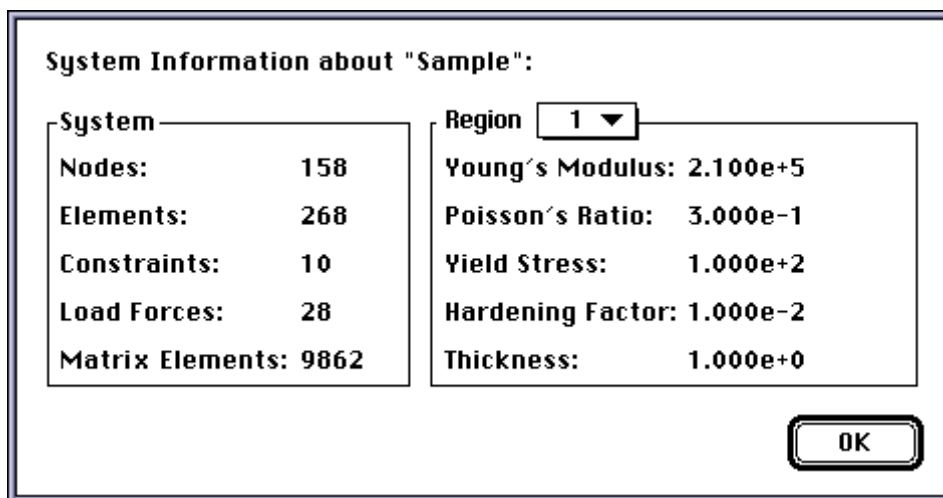 System Information about "Sample":
System
Nodes: 158
Elements: 268
Constraints: 10
Load Forces: 28
Matrix Elements: 9862
Region 1
Young's Modulus: 2.100e+5
Poisson's Ratio: 3.000e-1
Yield Stress: 1.000e+2
Hardening Factor: 1.000e-2
Thickness: 1.000e+0
OK